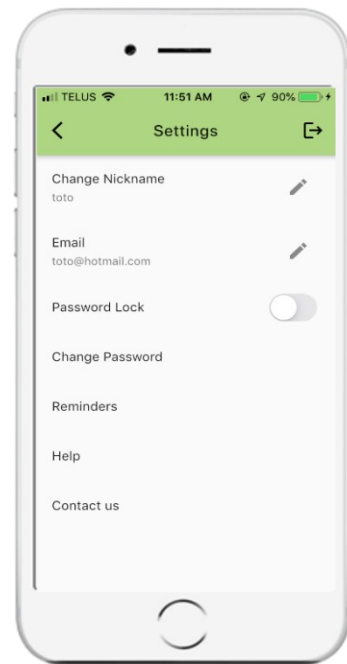 TELUS 11:51 AM 90%
Settings
Change Nickname
toto
Email
toto@hotmail.com
Password Lock
Change Password
Reminders
Help
Contact us